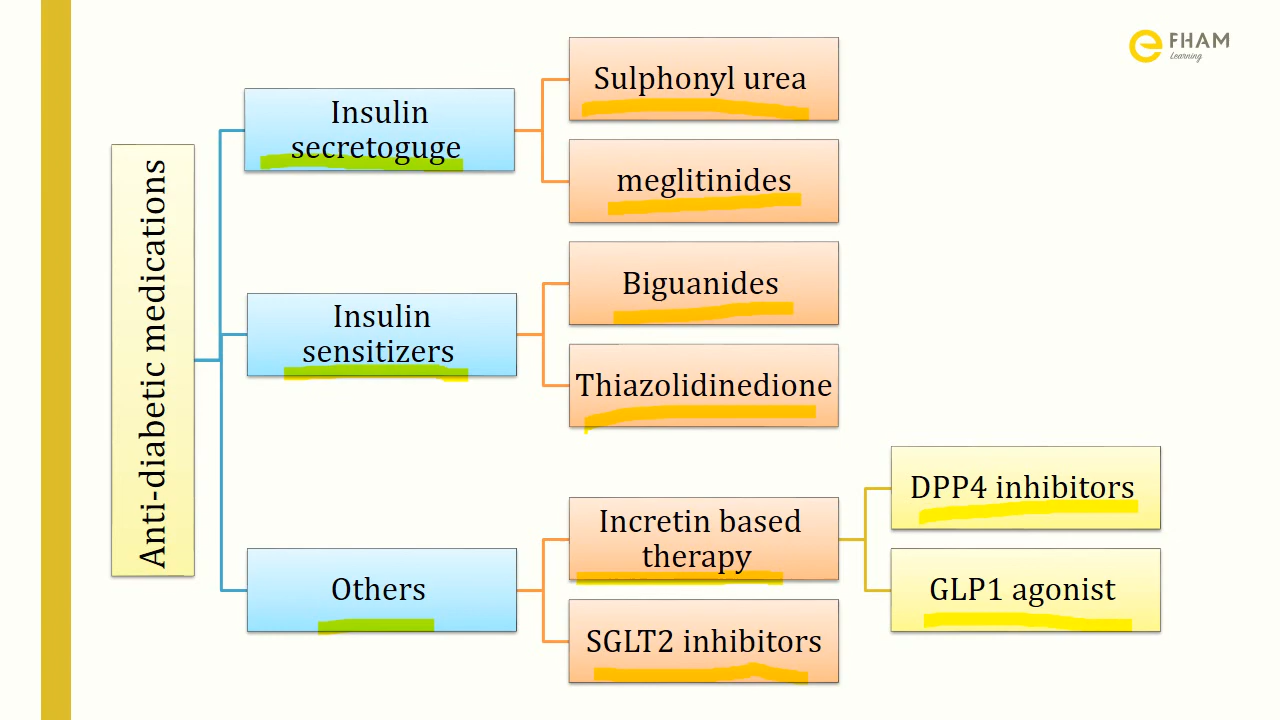 e FHAM
Learning
Anti-diabetic medications
Insulin
secretoguge
Sulphonyl urea
meglitinides
Insulin
sensitizers
Biguanides
Thiazolidinedione
Others
Incretin based
therapy
DPP4 inhibitors
GLP1 agonist
SGLT2 inhibitors